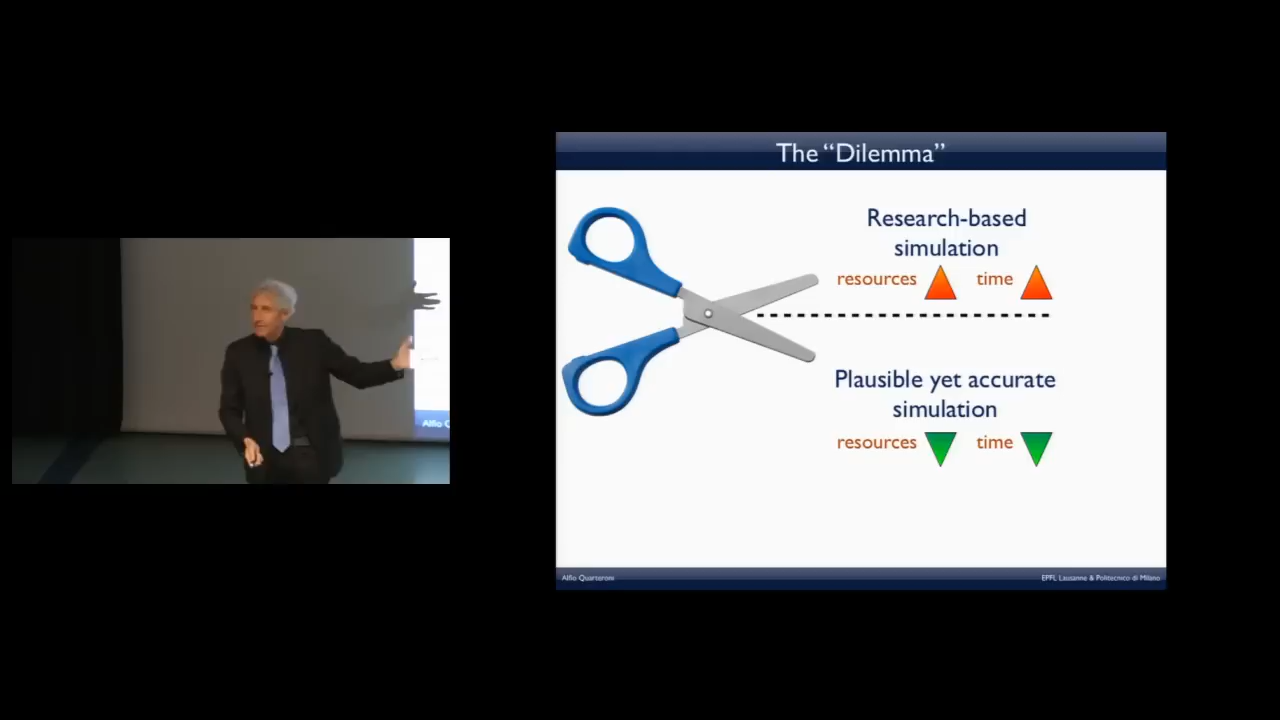 The “Dilemma”
Research-based
simulation
resources time
Plausible yet accurate
simulation
resources time
Alfio Quarteroni
EPFL Lausanne & Politecnico di Milano
Alfio Q